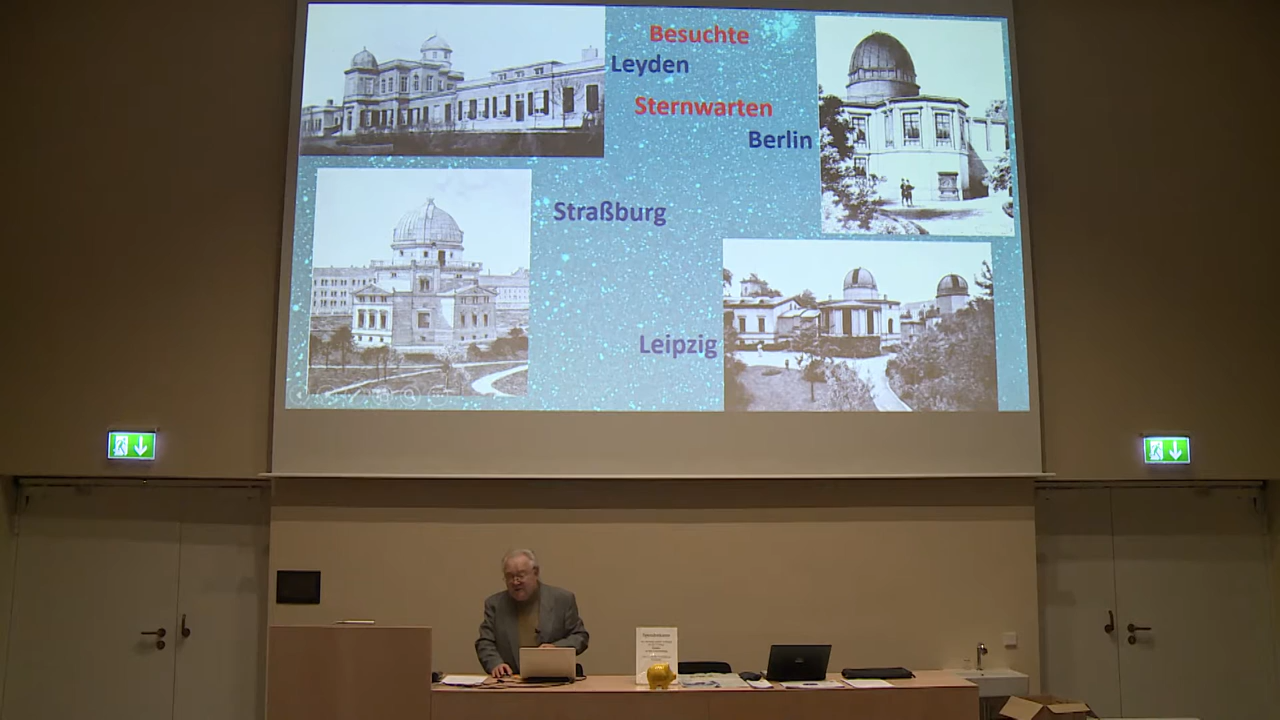 Besuchte
Leyden
Sternwarten
Berlin
Straßburg
Leipzig